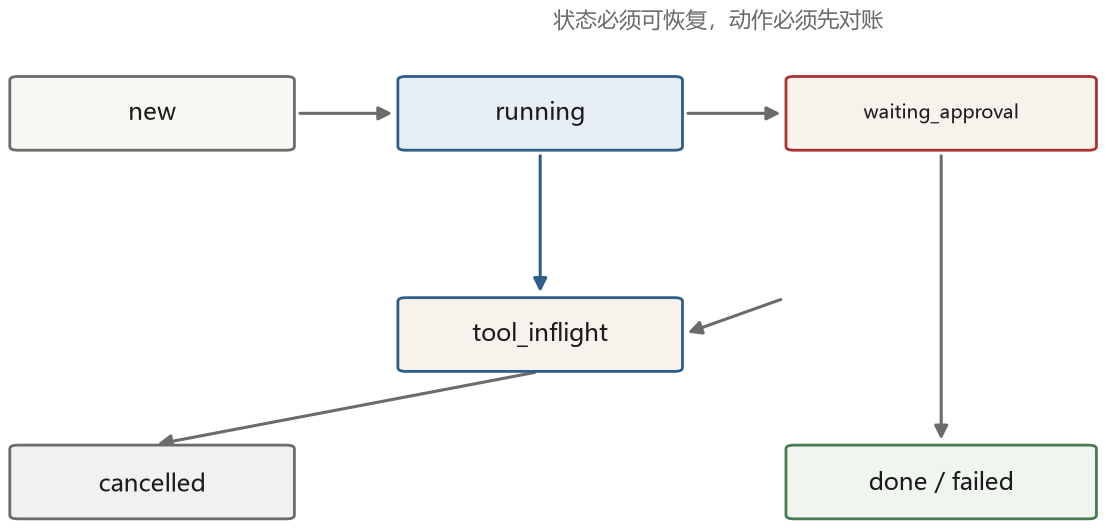 状态必须可恢复，动作必须先对账
new
running
waiting_approval
tool_inflight
cancelled
done / failed